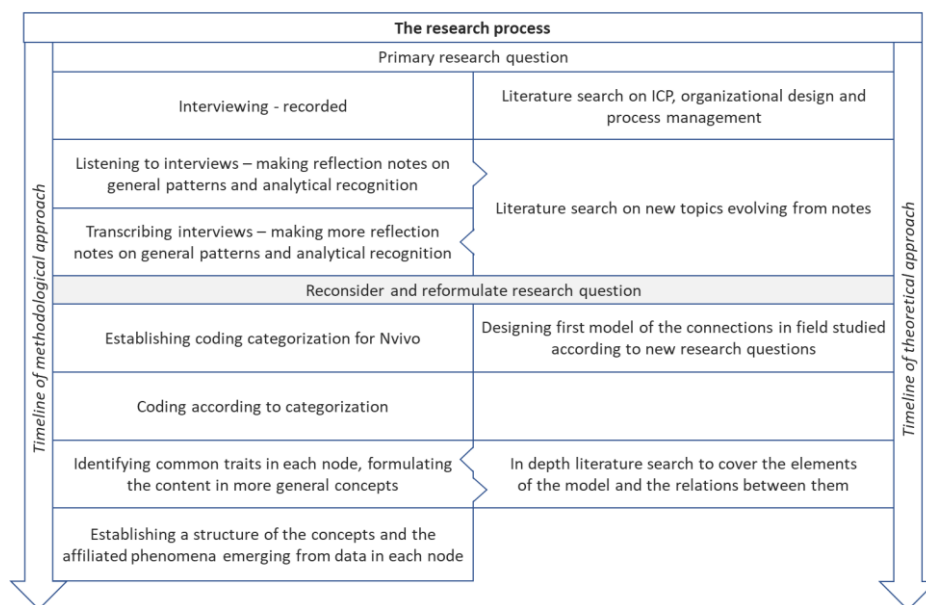 The research process
Primary research question
Timeline of methodological approach
Interviewing - recorded
Literature search on ICP, organizational design and
process management
Listening to interviews – making reflection notes on
general patterns and analytical recognition
Transcribing interviews – making more reflection
notes on general patterns and analytical recognition
Literature search on new topics evolving from notes
Reconsider and reformulate research question
Establishing coding categorization for Nvivo
Designing first model of the connections in field studied
according to new research questions
Coding according to categorization
Identifying common traits in each node, formulating
the content in more general concepts
In depth literature search to cover the elements
of the model and the relations between them
Establishing a structure of the concepts and the
affiliated phenomena emerging from data in each node
Timeline of theoretical approach